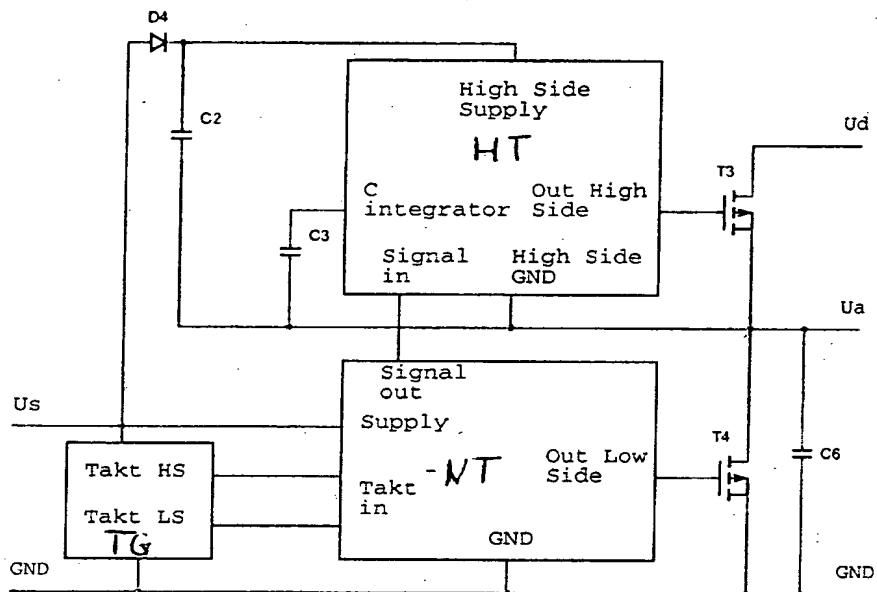 D4
C2
High Side
Supply
HT
Ud
T3
C
integrator
Out High
Side
C3
Signal
in
High Side
GND
Ua
Signal
out
Us
Supply
T4
Takt HS
Takt
in
-NT
Out Low
Side
C6
Takt LS
TG
GND
GND
GND